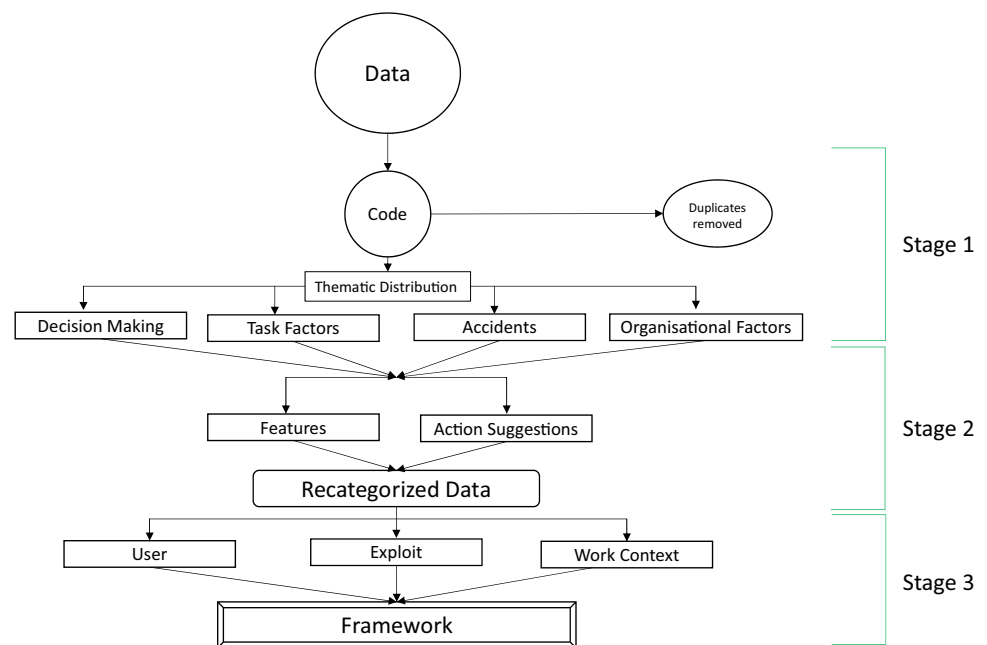 Data
Code
Duplicates
removed
Stage 1
Thematic Distribution
Decision Making
Task Factors
Accidents
Organisational Factors
Features
Action Suggestions
Stage 2
Recategorized Data
User
Exploit
Work Context
Stage 3
Framework